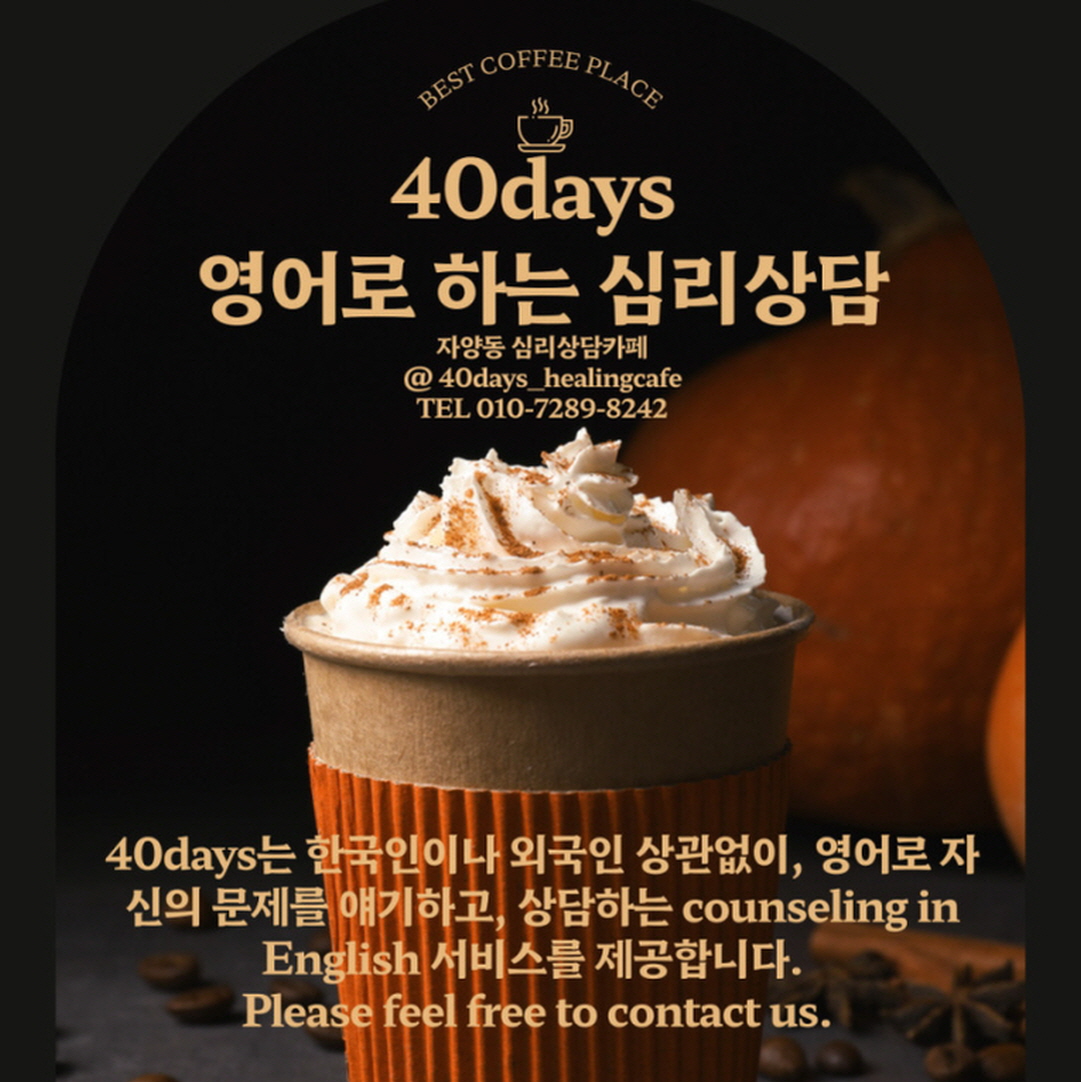 BEST COFFEE PLACE
40days
영어로 하는 심리상담
자양동 심리상담카페
@ 40days_healingcafe
TEL 010-7289-8242
40days는 한국인이나 외국인 상관없이, 영어로 자
신의 문제를 얘기하고, 상담하는 counseling in
English 서비스를 제공합니다.
Please feel free to contact us.